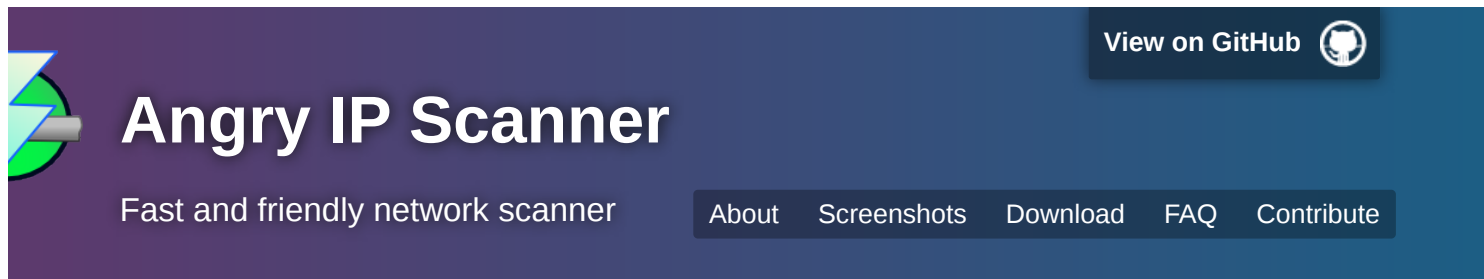 View on GitHub
Angry IP Scanner
Fast and friendly network scanner
About Screenshots Download FAQ Contribute